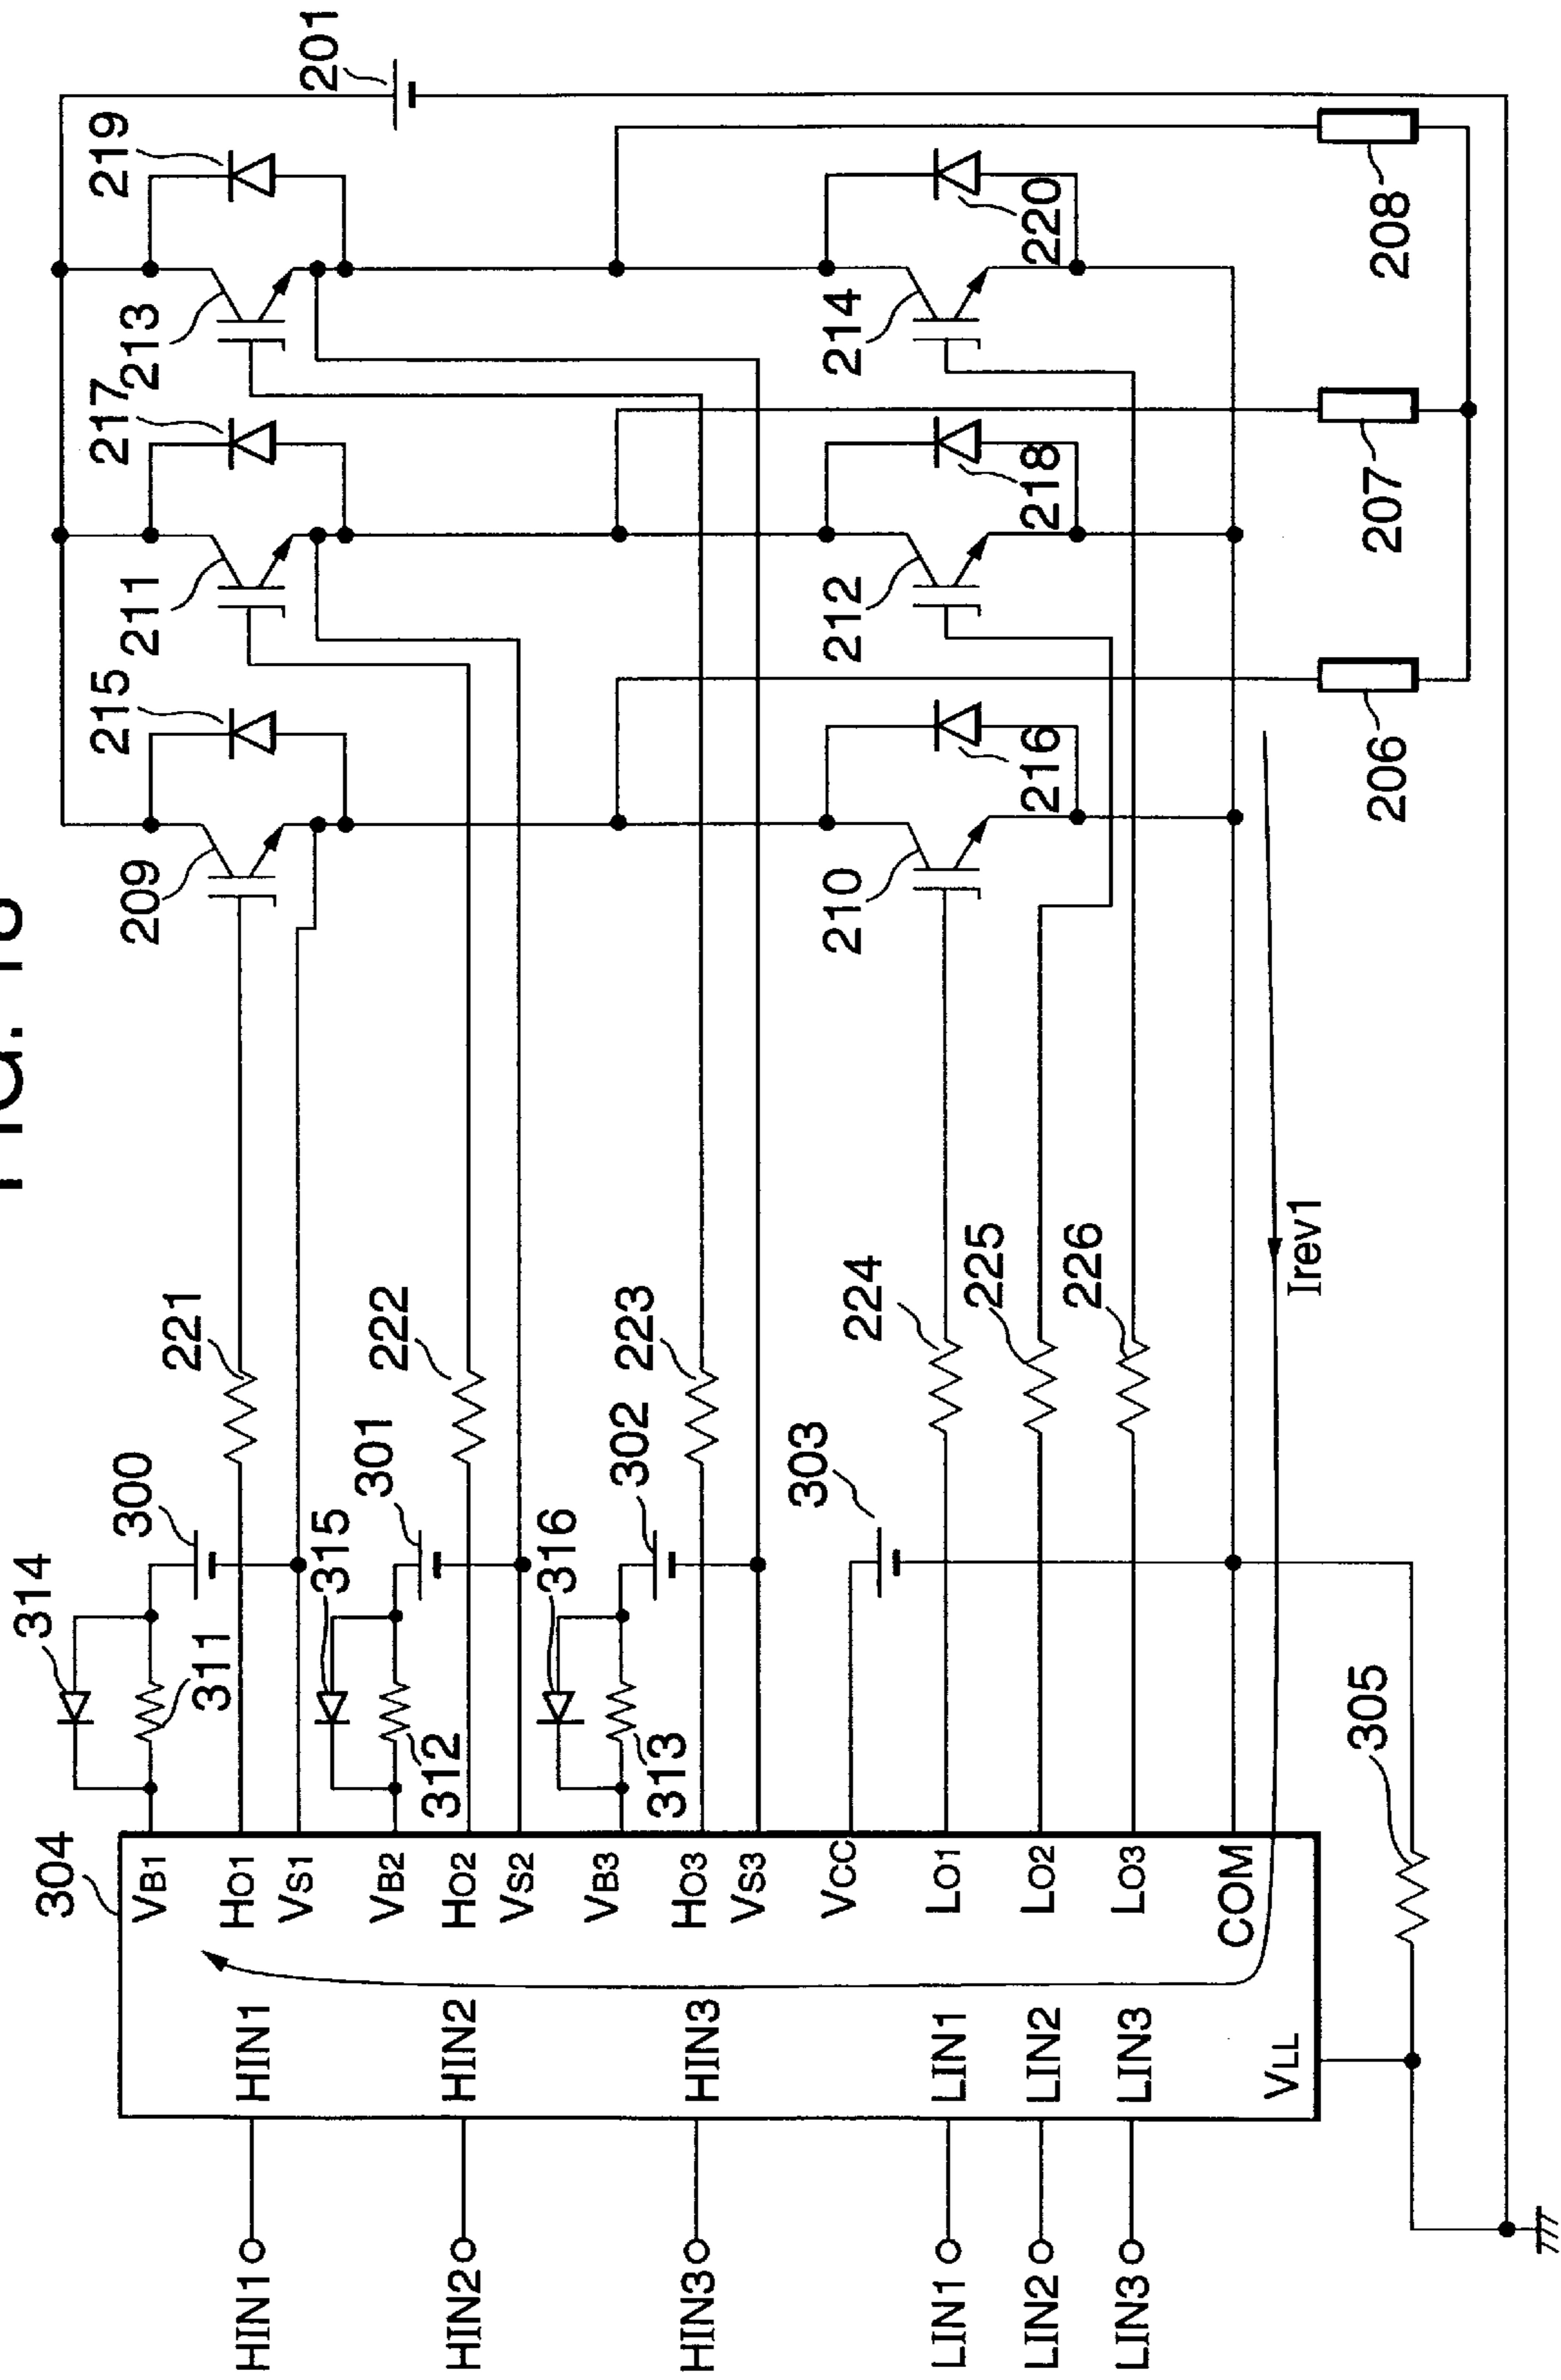 201
219
213
217
211
215
209
220
214
218
212
216
210
208
207
206
221
222
223
224
225
226
Irev1
314
300
311
315
301
312
316
302
313
303
304
305
VB1
HO1
VS1
VB2
HO2
VS2
VB3
HO3
VS3
VCC
LO1
LO2
LO3
COM
HIN1
HIN2
HIN3
LIN1
LIN2
LIN3
VLL
HIN1
HIN2
HIN3
LIN1
LIN2
LIN3